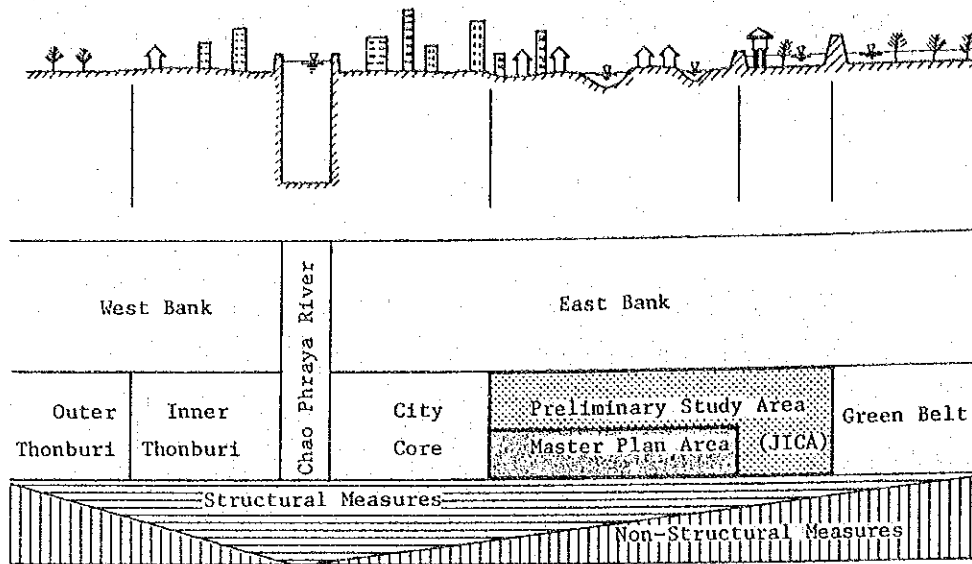 West Bank
Chao Phraya River
East Bank
Outer
Thonburi
Inner
Thonburi
City
Core
Preliminary Study Area
Master Plan Area
(JICA)
Green Belt
Structural Measures
Non-Structural Measures